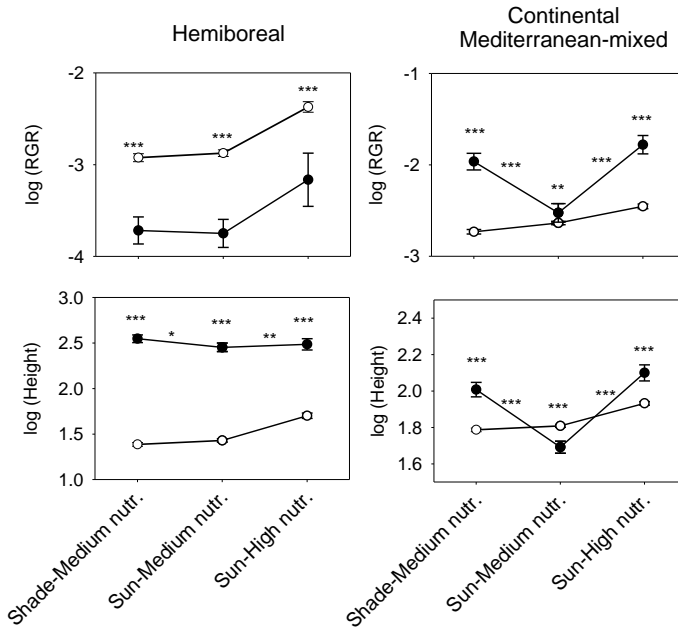 Hemiboreal
Continental
Mediterranean-mixed
log (RGR)
-2
-3
-4
***
***
***
log (RGR)
-1
-2
-3
***
***
**
***
***
log (Height)
3.0
2.5
1.5
1.0
***
*
***
**
***
log (Height)
2.4
2.2
2.0
1.8
1.6
***
***
***
***
***
Shade-Medium nutr.
Sun-Medium nutr.
Sun-High nutr.
Shade-Medium nutr.
Sun-Medium nutr.
Sun-High nutr.